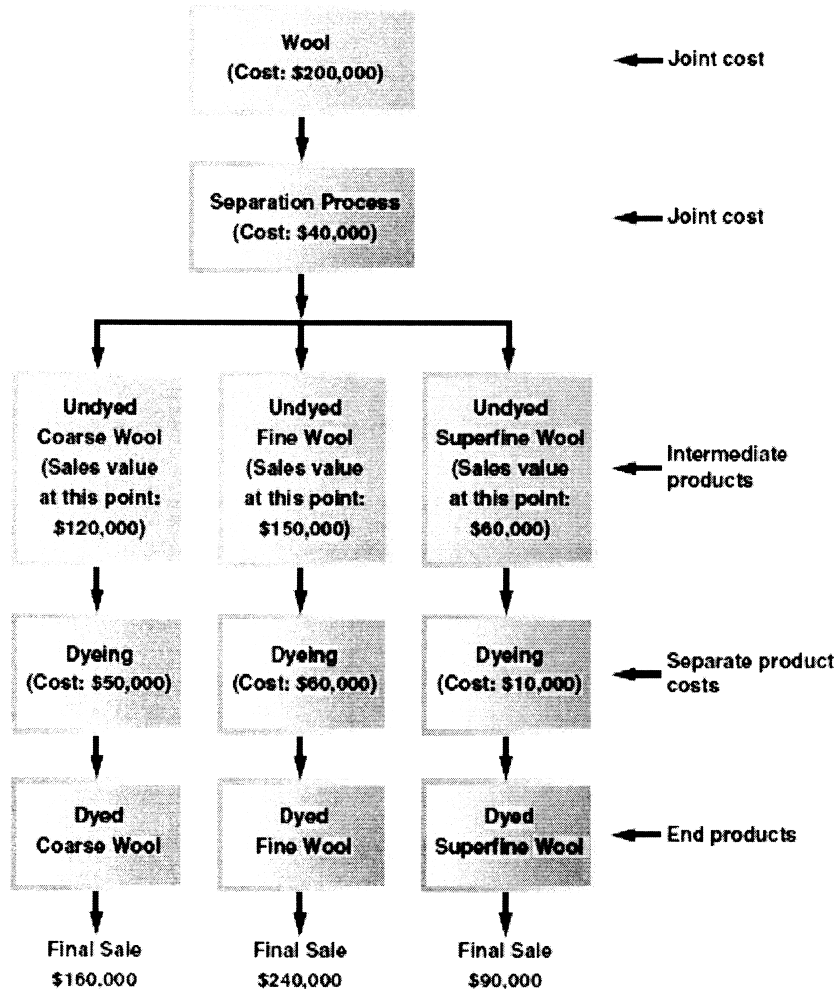 Wool
(Cost: $200,000)
Joint cost
Separation Process
(Cost: $40,000)
Joint cost
Undyed
Coarse Wool
(Sales value
at this point:
$120,000)
Undyed
Fine Wool
(Sales value
at this point:
$150,000)
Undyed
Superfine Wool
(Sales value
at this point:
$60,000)
Intermediate
products
Dyeing
(Cost: $50,000)
Dyeing
(Cost: $60,000)
Dyeing
(Cost: $10,000)
Separate product
costs
Dyed
Coarse Wool
Dyed
Fine Wool
Dyed
Superfine Wool
End products
Final Sale
$160,000
Final Sale
$240,000
Final Sale
$90,000